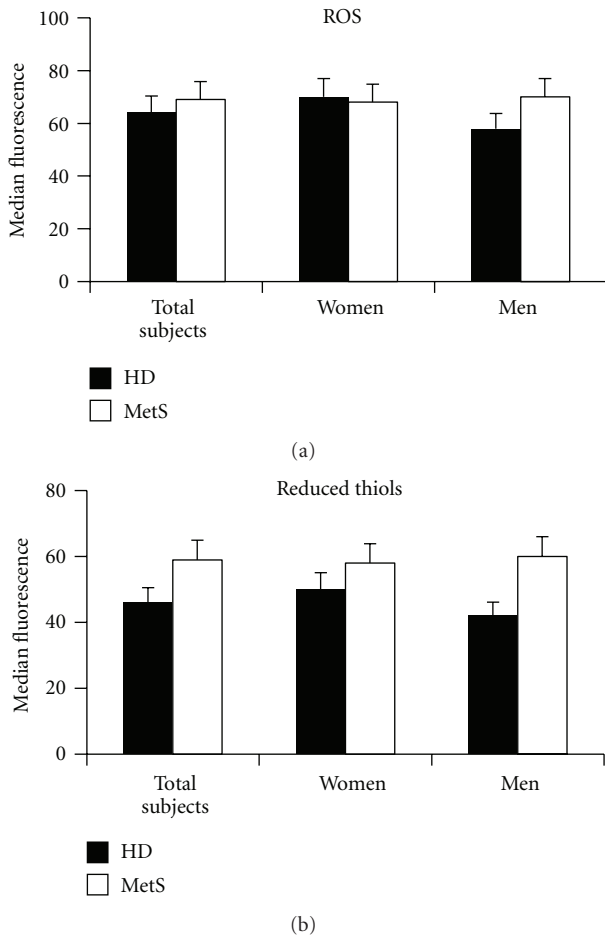 ROS
100
80
60
40
20
0
Median fluorescence
Total
subjects
Women
Men
HD
MetS
(a)
Reduced thiols
80
60
40
20
0
Median fluorescence
Total
subjects
Women
Men
HD
MetS
(b)